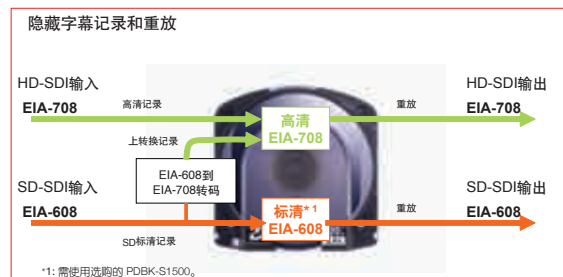 隐藏字幕记录和重放
HD-SDI输入
EIA-708
高清记录
高清
EIA-708
重放
HD-SDI输出
EIA-708
上转换记录
EIA-608到
EIA-708转码
SD-SDI输入
EIA-608
SD标清记录
标清*1
EIA-608
重放
SD-SDI输出
EIA-608
*1: 需使用选购的 PDBK-S1500。